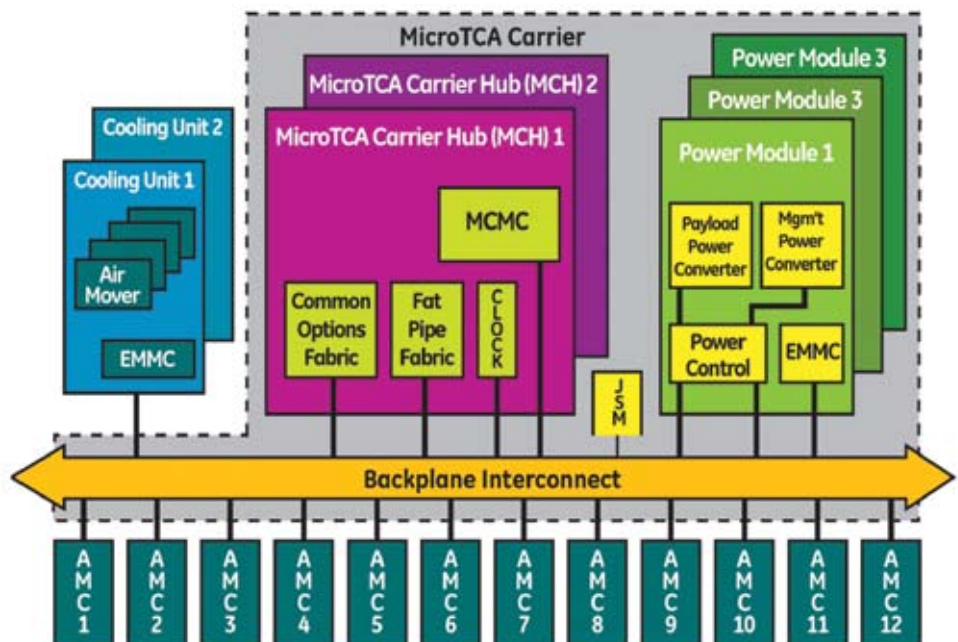 MicroTCA Carrier
MicroTCA Carrier Hub (MCH) 2
MicroTCA Carrier Hub (MCH) 1
MCMC
Common
Options
Fabric
Fat
Pipe
Fabric
CLOCK
Cooling Unit 2
Cooling Unit 1
Air
Mover
EMMC
Power Module 3
Power Module 3
Power Module 1
Payload
Power
Converter
Mgm't
Power
Converter
Power
Control
EMMC
JSM
Backplane Interconnect
AMC1
AMC2
AMC3
AMC4
AMC5
AMC6
AMC7
AMC8
AMC9
AMC10
AMC11
AMC12